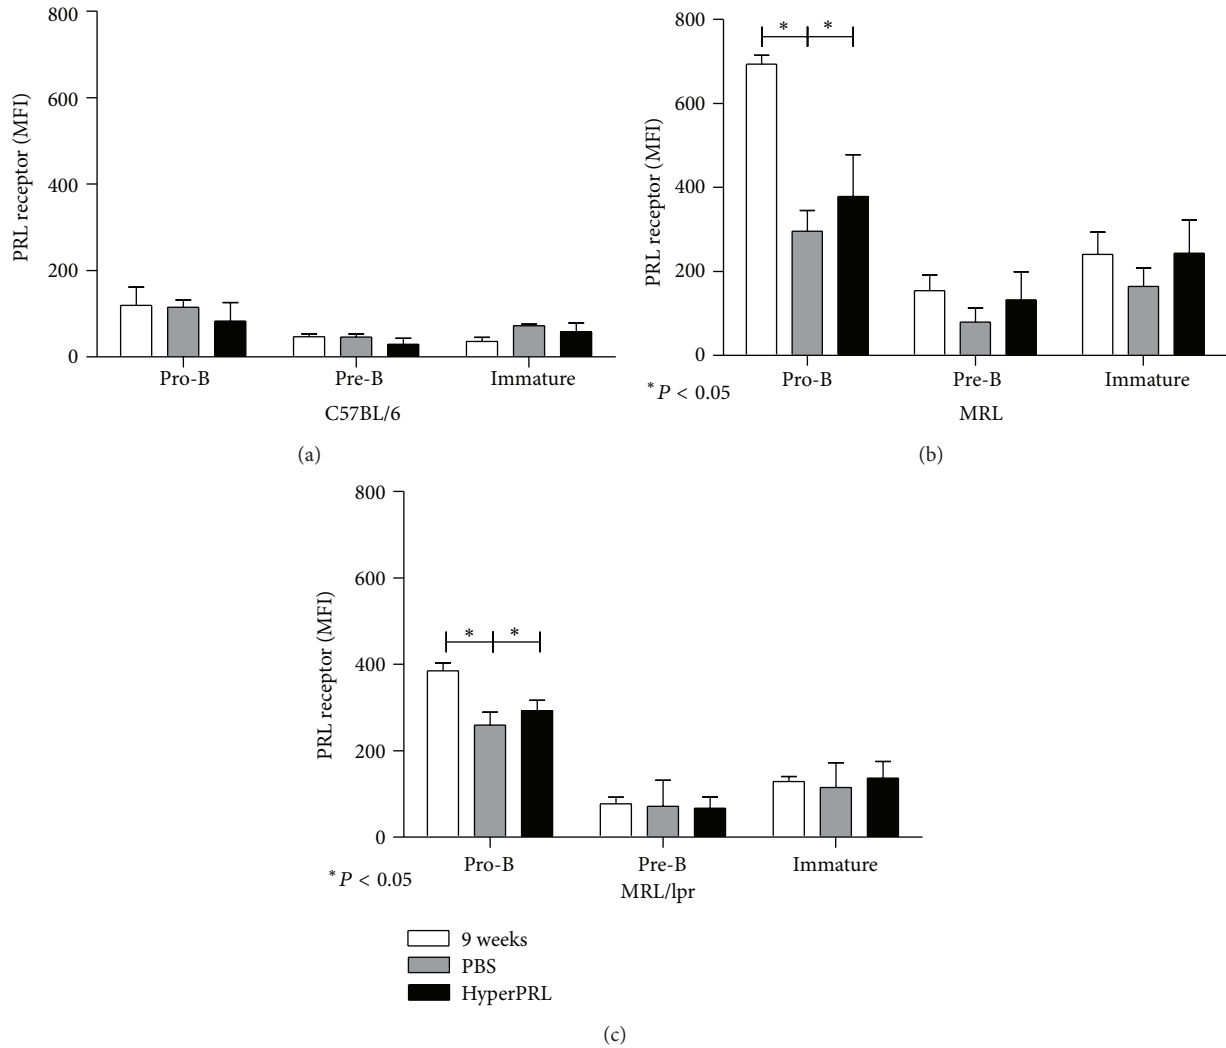 800
600
400
200
0
PRL receptor (MFI)
Pro-B
Pre-B
Immature
C57BL/6
(a)
800
600
400
200
0
PRL receptor (MFI)
*
*
Pro-B
Pre-B
Immature
*P < 0.05
MRL
(b)
800
600
400
200
0
PRL receptor (MFI)
*
*
Pro-B
Pre-B
Immature
*P < 0.05
MRL/lpr
9 weeks
PBS
HyperPRL
(c)